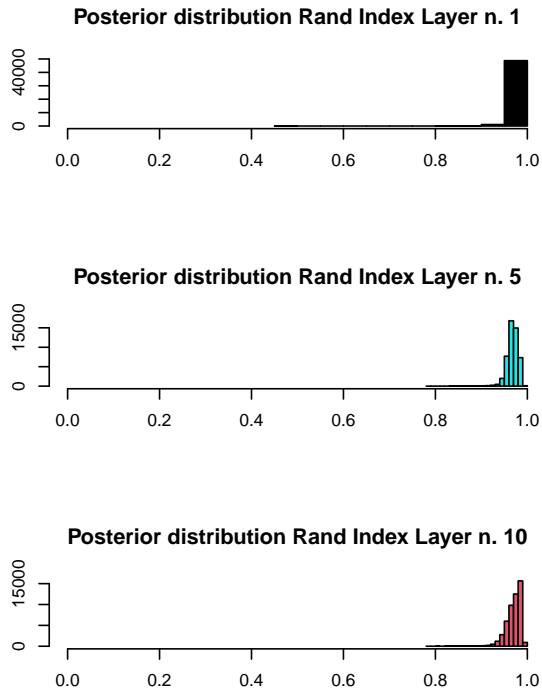 Posterior distribution Rand Index Layer n. 1
40000
0
0.0 0.2 0.4 0.6 0.8 1.0
Posterior distribution Rand Index Layer n. 5
15000
0
0.0 0.2 0.4 0.6 0.8 1.0
Posterior distribution Rand Index Layer n. 10
15000
0
0.0 0.2 0.4 0.6 0.8 1.0